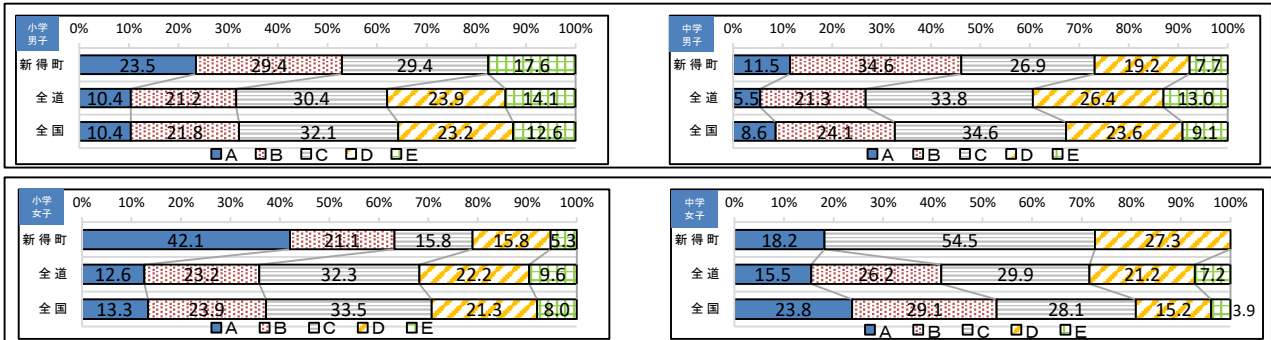 小学
男子
0% 10% 20% 30% 40% 50% 60% 70% 80% 90% 100%
新得町 23.5 29.4 29.4 17.6
全道 10.4 21.2 30.4 23.9 14.1
全国 10.4 21.8 32.1 23.2 12.6
A B C D E
中学
男子
0% 10% 20% 30% 40% 50% 60% 70% 80% 90% 100%
新得町 11.5 34.6 26.9 19.2 7.7
全道 5.5 21.3 33.8 26.4 13.0
全国 8.6 24.1 34.6 23.6 9.1
A B C D E
小学
女子
0% 10% 20% 30% 40% 50% 60% 70% 80% 90% 100%
新得町 42.1 21.1 15.8 15.8 5.3
全道 12.6 23.2 32.3 22.2 9.6
全国 13.3 23.9 33.5 21.3 8.0
A B C D E
中学
女子
0% 10% 20% 30% 40% 50% 60% 70% 80% 90% 100%
新得町 18.2 54.5 27.3
全道 15.5 26.2 29.9 21.2 7.2
全国 23.8 29.1 28.1 15.2 3.9
A B C D E